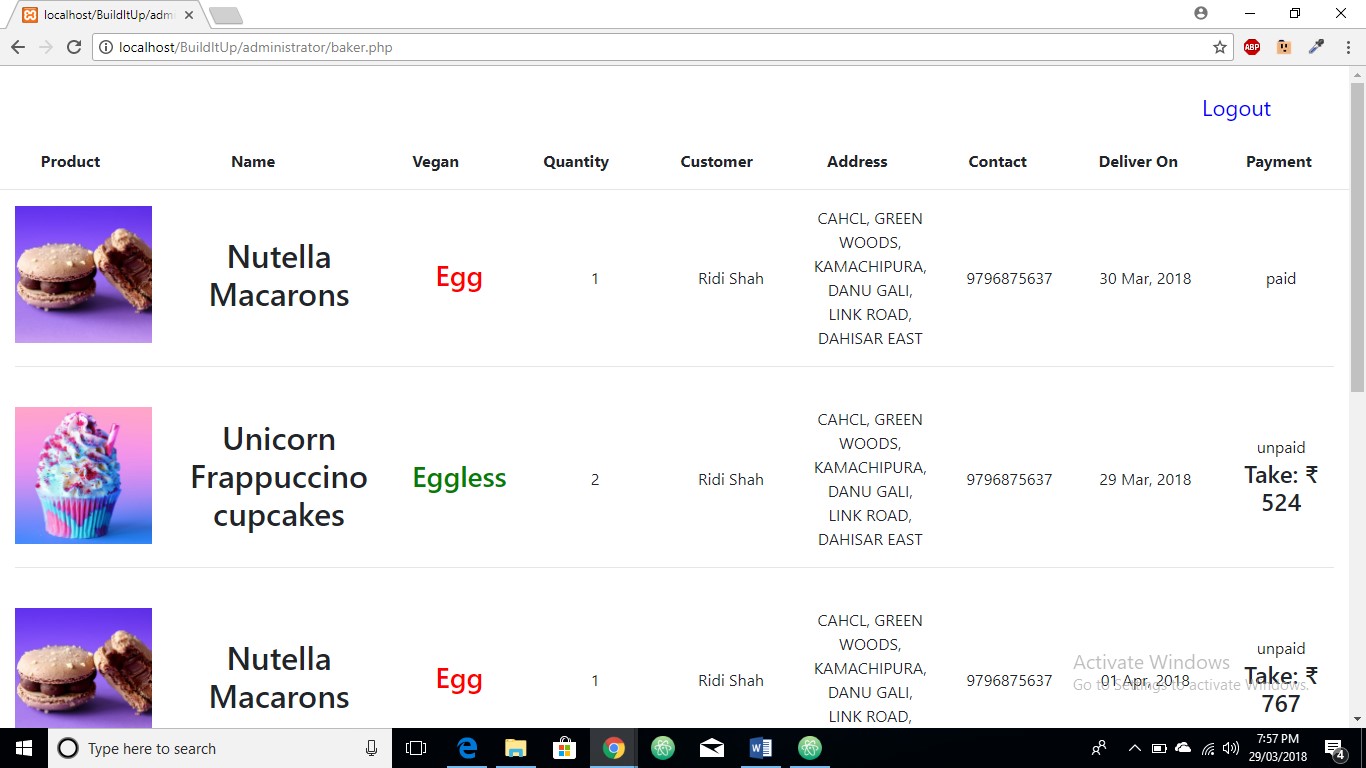 localhost/BuildItUp/adm
localhost/BuildItUp/administrator/baker.php
ABP
Logout
Product Name Vegan Quantity Customer Address Contact Deliver On Payment
Nutella
Macarons
Egg
1
Ridi Shah
CAHCL, GREEN
WOODS,
KAMACHIPURA,
DANU GALI,
LINK ROAD,
DAHISAR EAST
9796875637
30 Mar, 2018
paid
Unicorn
Frappuccino
cupcakes
Eggless
2
Ridi Shah
CAHCL, GREEN
WOODS,
KAMACHIPURA,
DANU GALI,
LINK ROAD,
DAHISAR EAST
9796875637
29 Mar, 2018
unpaid
Take: ₹
524
Nutella
Macarons
Egg
1
Ridi Shah
CAHCL, GREEN
WOODS,
KAMACHIPURA,
DANU GALI,
LINK ROAD,
9796875637
01 Apr, 2018
unpaid
Take: ₹
767
Activate Windows
Go to Settings to activate Windows.
Type here to search
7:57 PM
29/03/2018
4